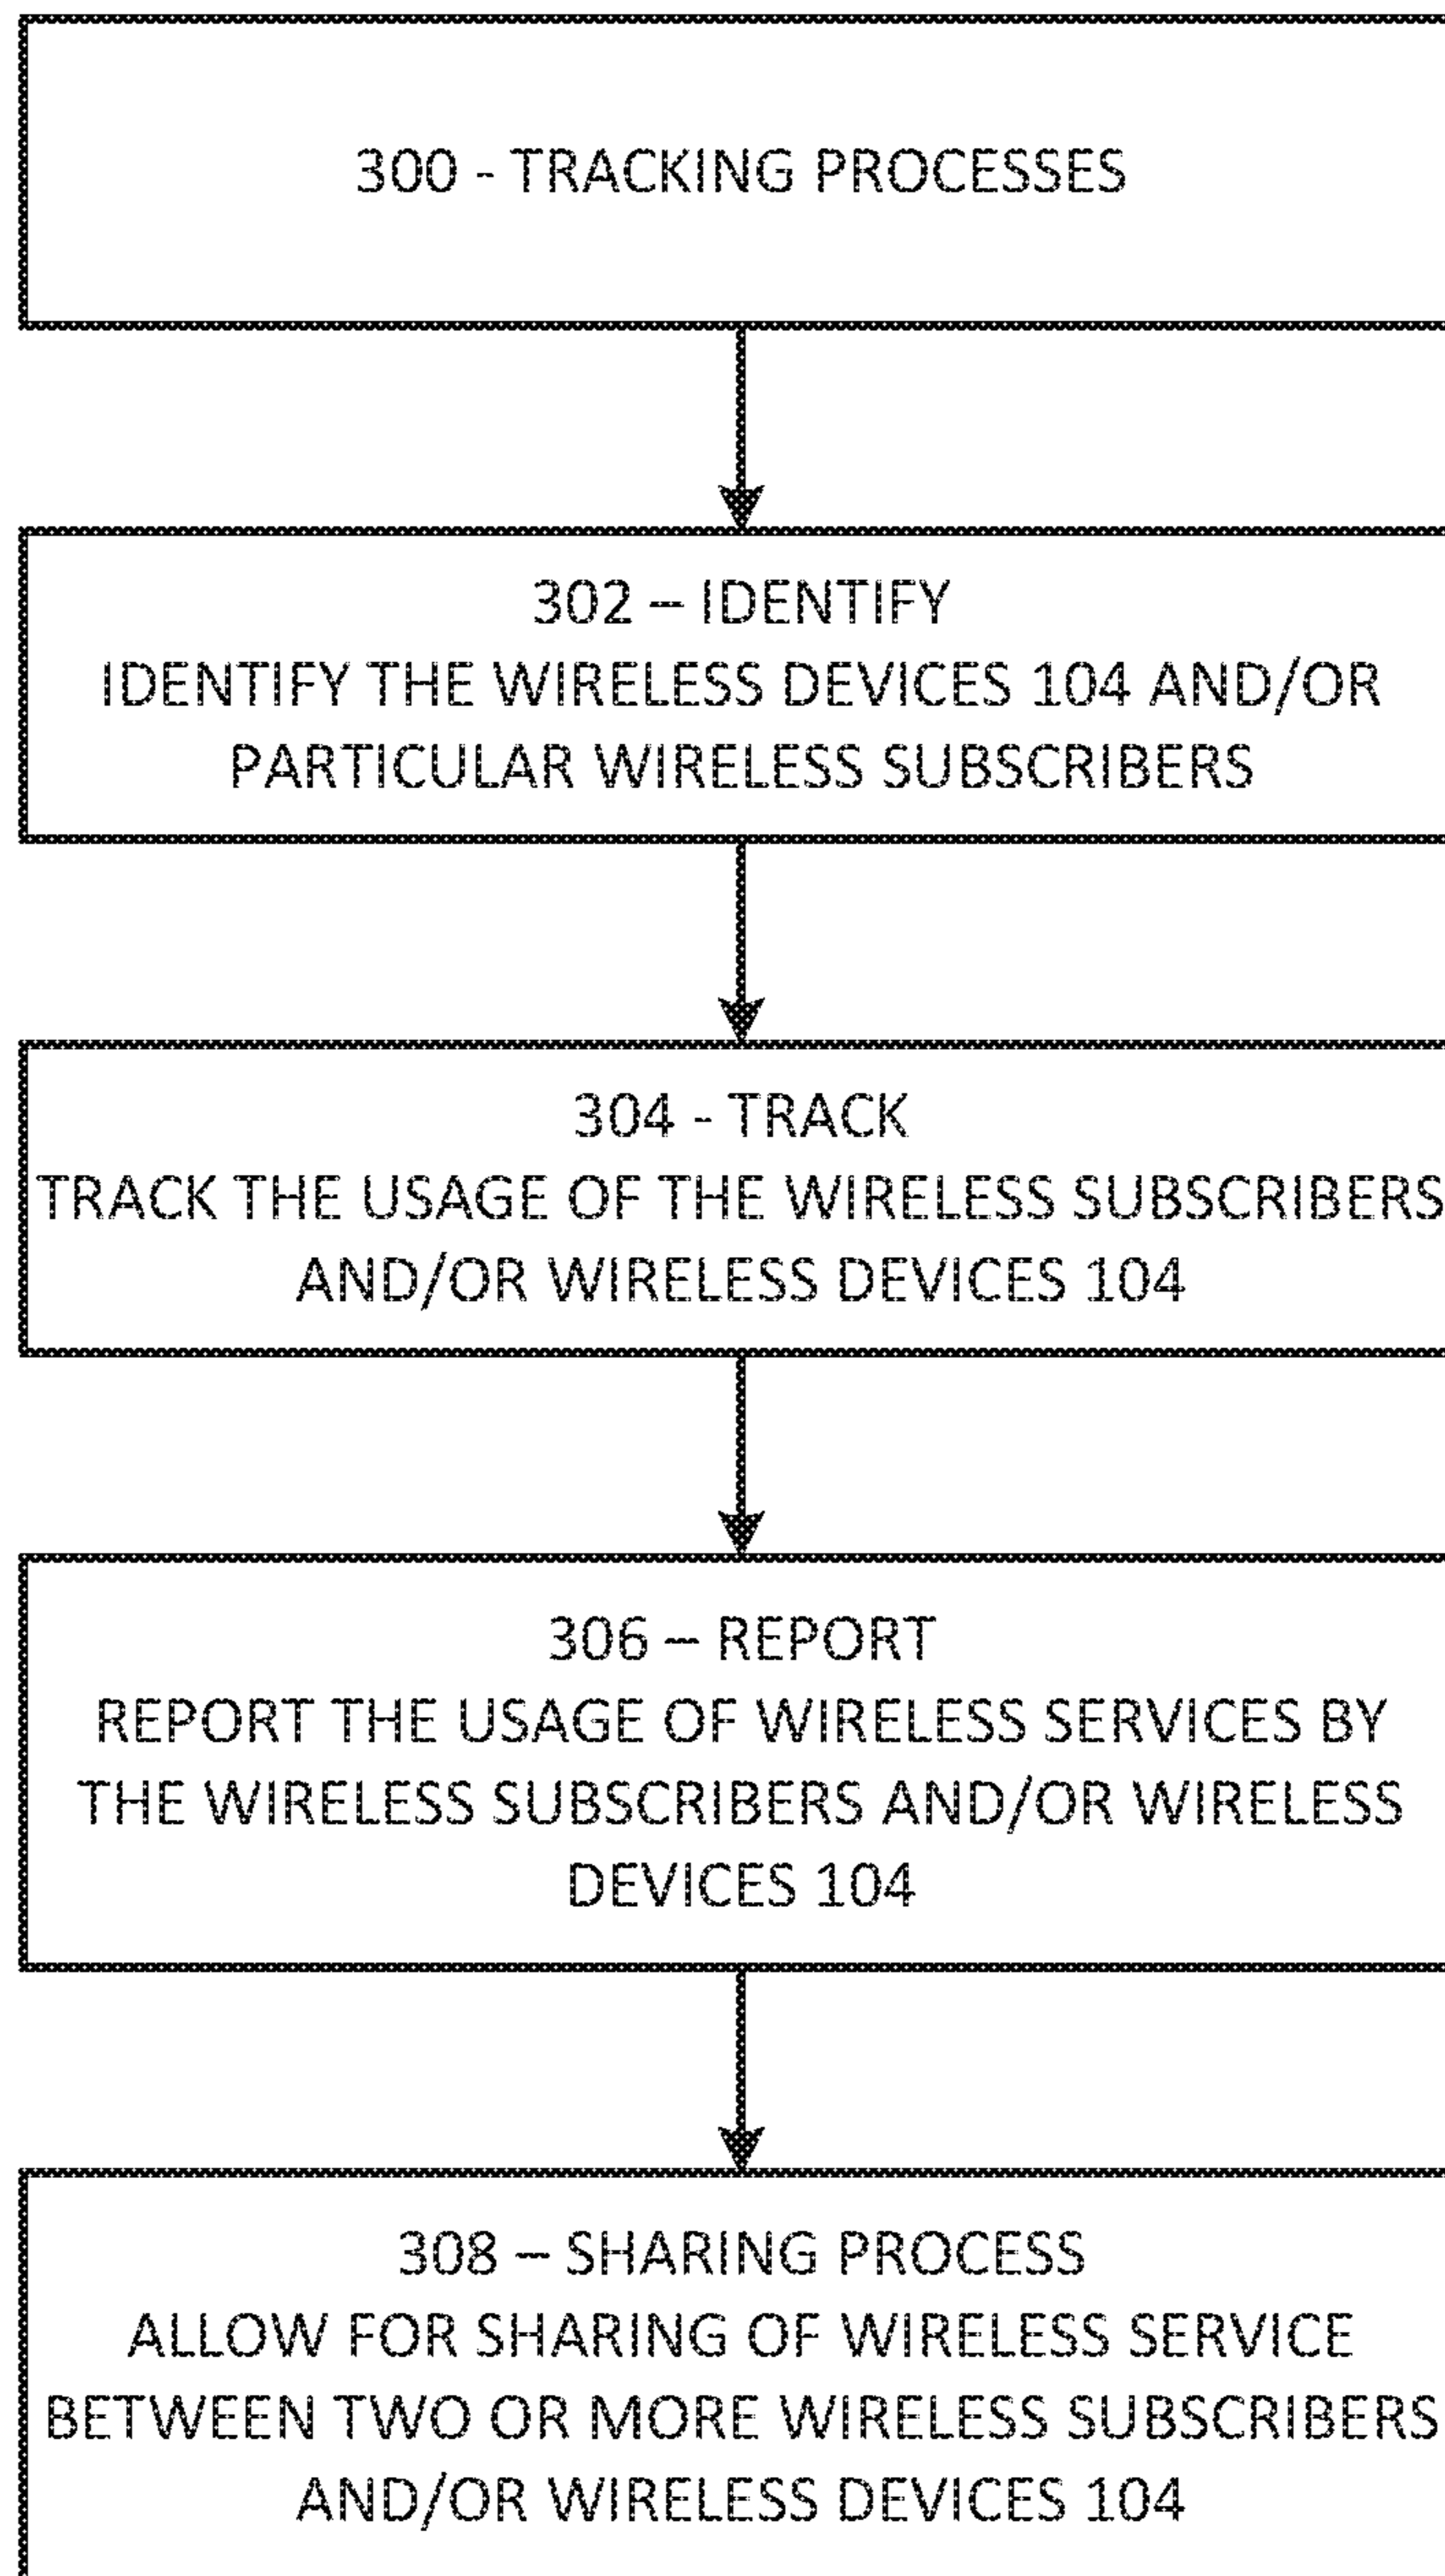 300 - TRACKING PROCESSES
302 – IDENTIFY
IDENTIFY THE WIRELESS DEVICES 104 AND/OR
PARTICULAR WIRELESS SUBSCRIBERS
304 - TRACK
TRACK THE USAGE OF THE WIRELESS SUBSCRIBERS
AND/OR WIRELESS DEVICES 104
306 – REPORT
REPORT THE USAGE OF WIRELESS SERVICES BY
THE WIRELESS SUBSCRIBERS AND/OR WIRELESS
DEVICES 104
308 – SHARING PROCESS
ALLOW FOR SHARING OF WIRELESS SERVICE
BETWEEN TWO OR MORE WIRELESS SUBSCRIBERS
AND/OR WIRELESS DEVICES 104